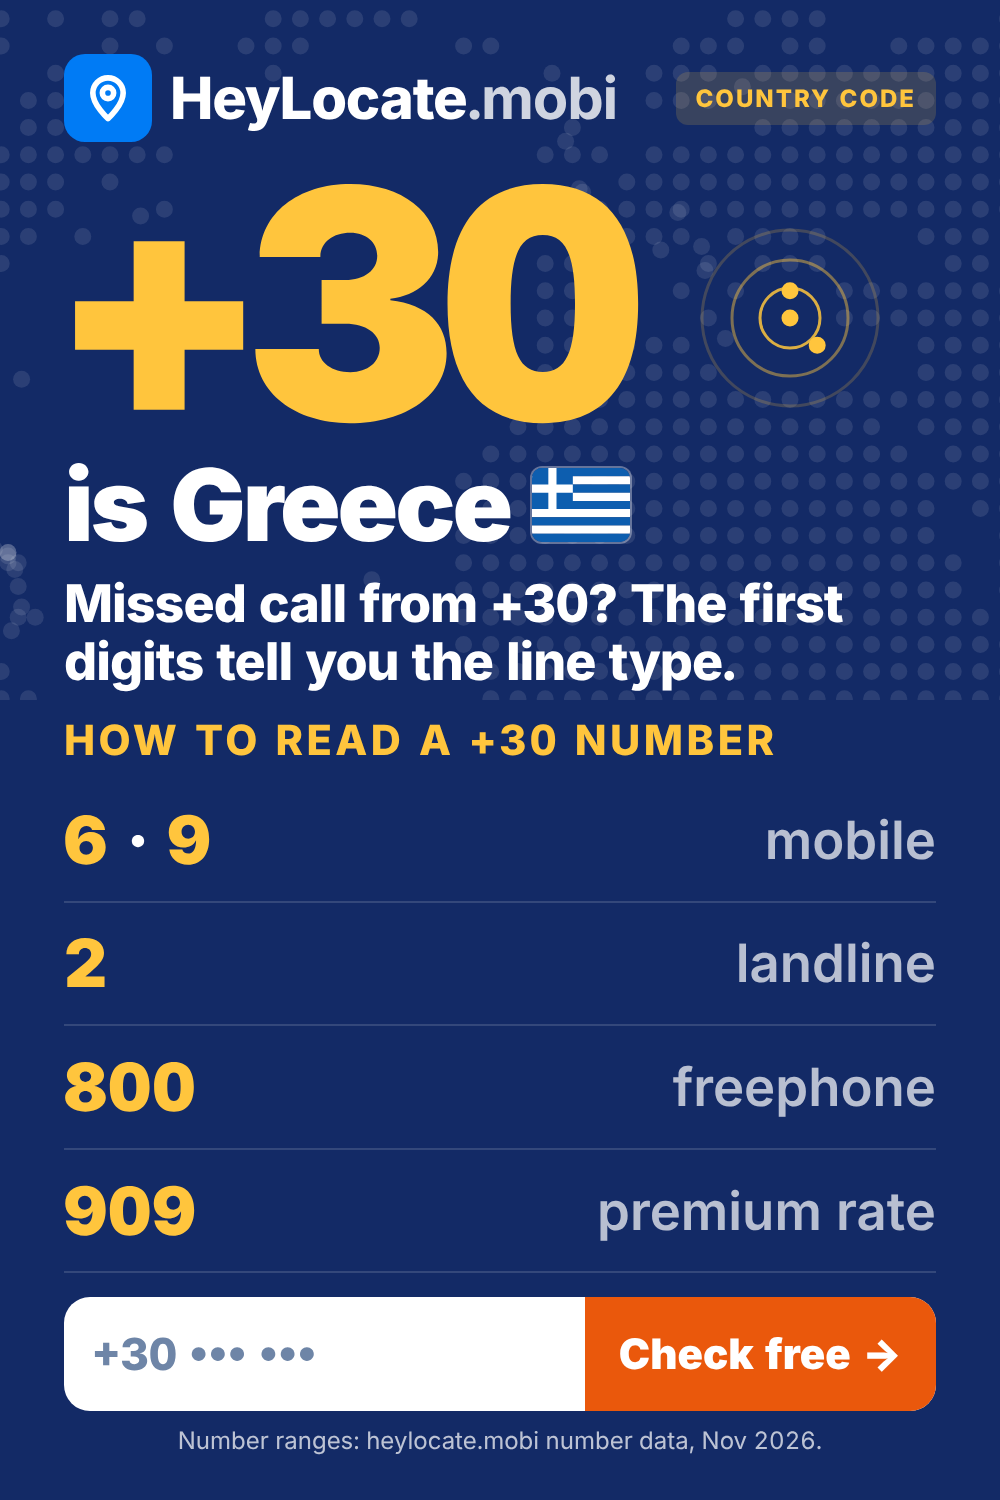 HeyLocate.mobi
COUNTRY CODE
+30
is Greece
Missed call from +30? The first
digits tell you the line type.
HOW TO READ A +30 NUMBER
6 · 9 mobile
2 landline
800 freephone
909 premium rate
+30 ••• •••
Check free →
Number ranges: heylocate.mobi number data, Nov 2026.